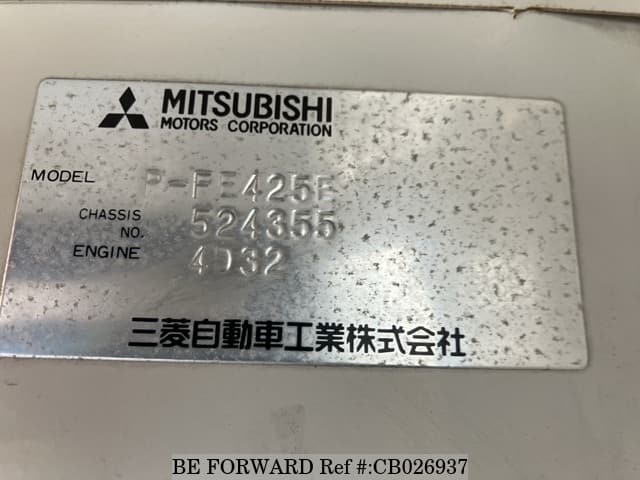 MITSUBISHI
MOTORS CORPORATION
MODEL P-FE425E
CHASSIS NO. 524355
ENGINE 4D32
三菱自動車工業株式会社
BE FORWARD Ref #:CB026937